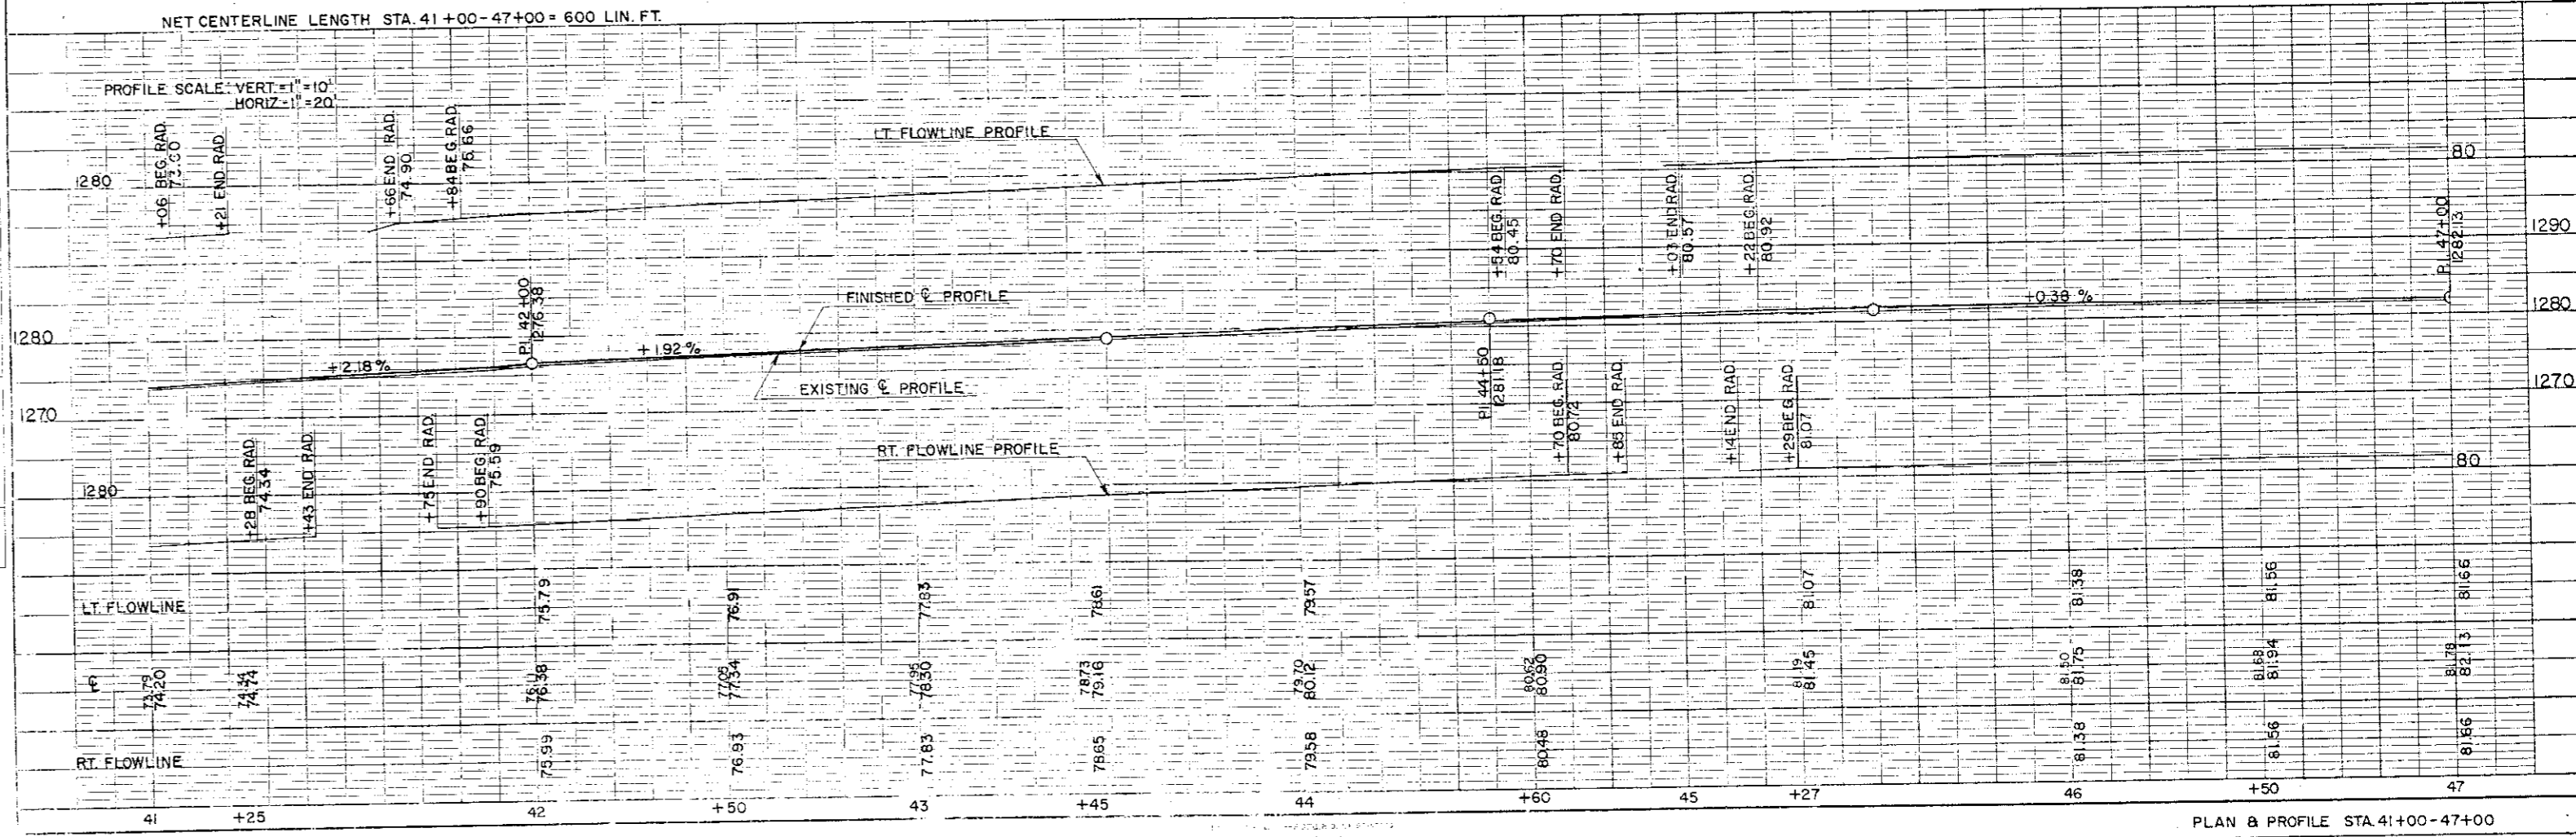 NET CENTERLINE LENGTH STA. 41+00-47+00 = 600 LIN. FT.
PROFILE SCALE: VERT.=1"=10'
HORIZ-1"=20'
+06 BEG. RAD.
+21 END. RAD.
+66 END RAD.
74.90
+84 BEG. RAD.
75.66
LT. FLOWLINE PROFILE
1280
+54 BEG. RAD.
80.45
+70 END RAD.
+03 END RAD.
80.57
+22 BEG. RAD.
80.92
80
P.I. 47+00
1282.13
1290
P.I. 42+00
1276.38
FINISHED ℄ PROFILE
+0.38 %
1280
1280
+2.18 %
+1.92 %
EXISTING ℄ PROFILE
P.I. 44+50
1281.18
1270
1270
+28 BEG. RAD.
74.34
+43 END RAD.
+75 END RAD.
+90 BEG. RAD.
75.59
RT. FLOWLINE PROFILE
+70 BEG. RAD.
80.72
+85 END RAD.
+14 END RAD.
+29 BEG. RAD.
81.07
80
1280
LT. FLOWLINE
75.79
76.91
77.83
78.61
79.57
81.07
81.38
81.56
81.66
℄
73.79
74.20
74.34
74.74
76.11
76.38
77.05
77.34
77.95
78.30
78.73
79.16
79.70
80.12
80.62
80.90
81.19
81.45
81.50
81.75
81.68
81.94
81.78
82.13
RT. FLOWLINE
75.99
76.93
77.83
78.65
79.58
80.48
81.38
81.56
81.66
41 +25 42 +50 43 +45 44 +60 45 +27 46 +50 47
PLAN & PROFILE STA. 41+00-47+00